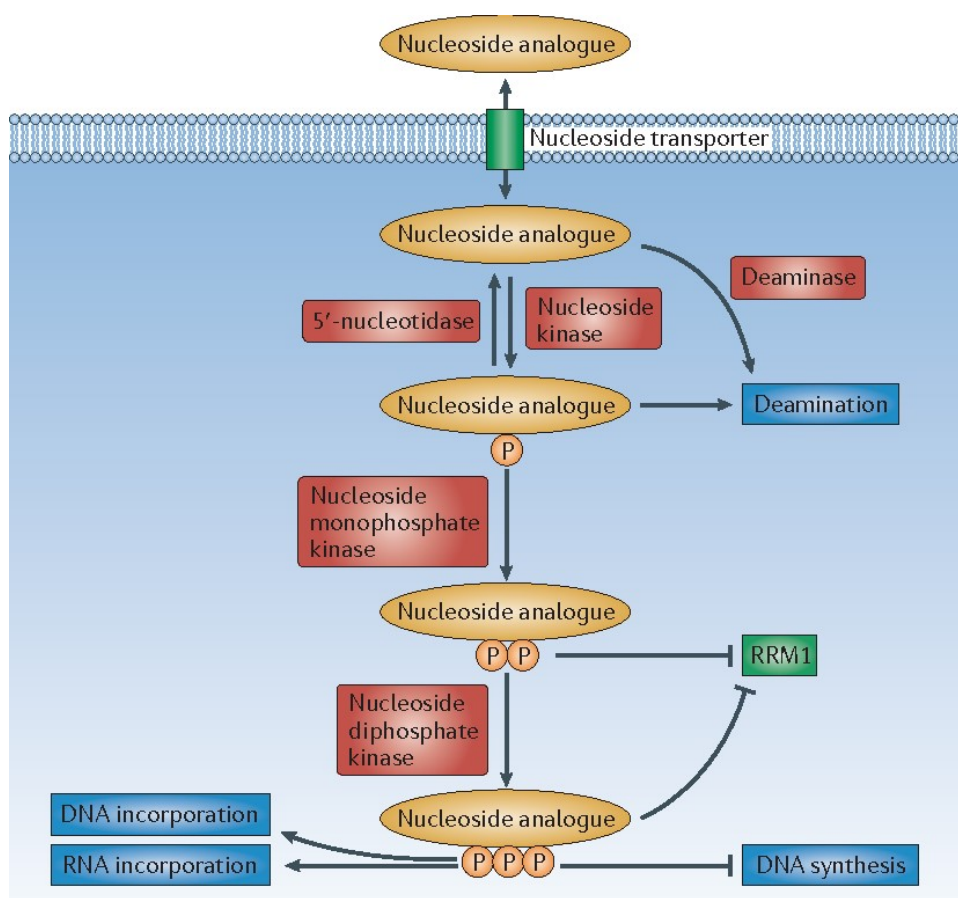 Nucleoside analogue
Nucleoside transporter
Nucleoside analogue
Deaminase
5′-nucleotidase
Nucleoside
kinase
Nucleoside analogue
Deamination
P
Nucleoside
monophosphate
kinase
Nucleoside analogue
P P
RRM1
Nucleoside
diphosphate
kinase
Nucleoside analogue
DNA incorporation
RNA incorporation
P P P
DNA synthesis